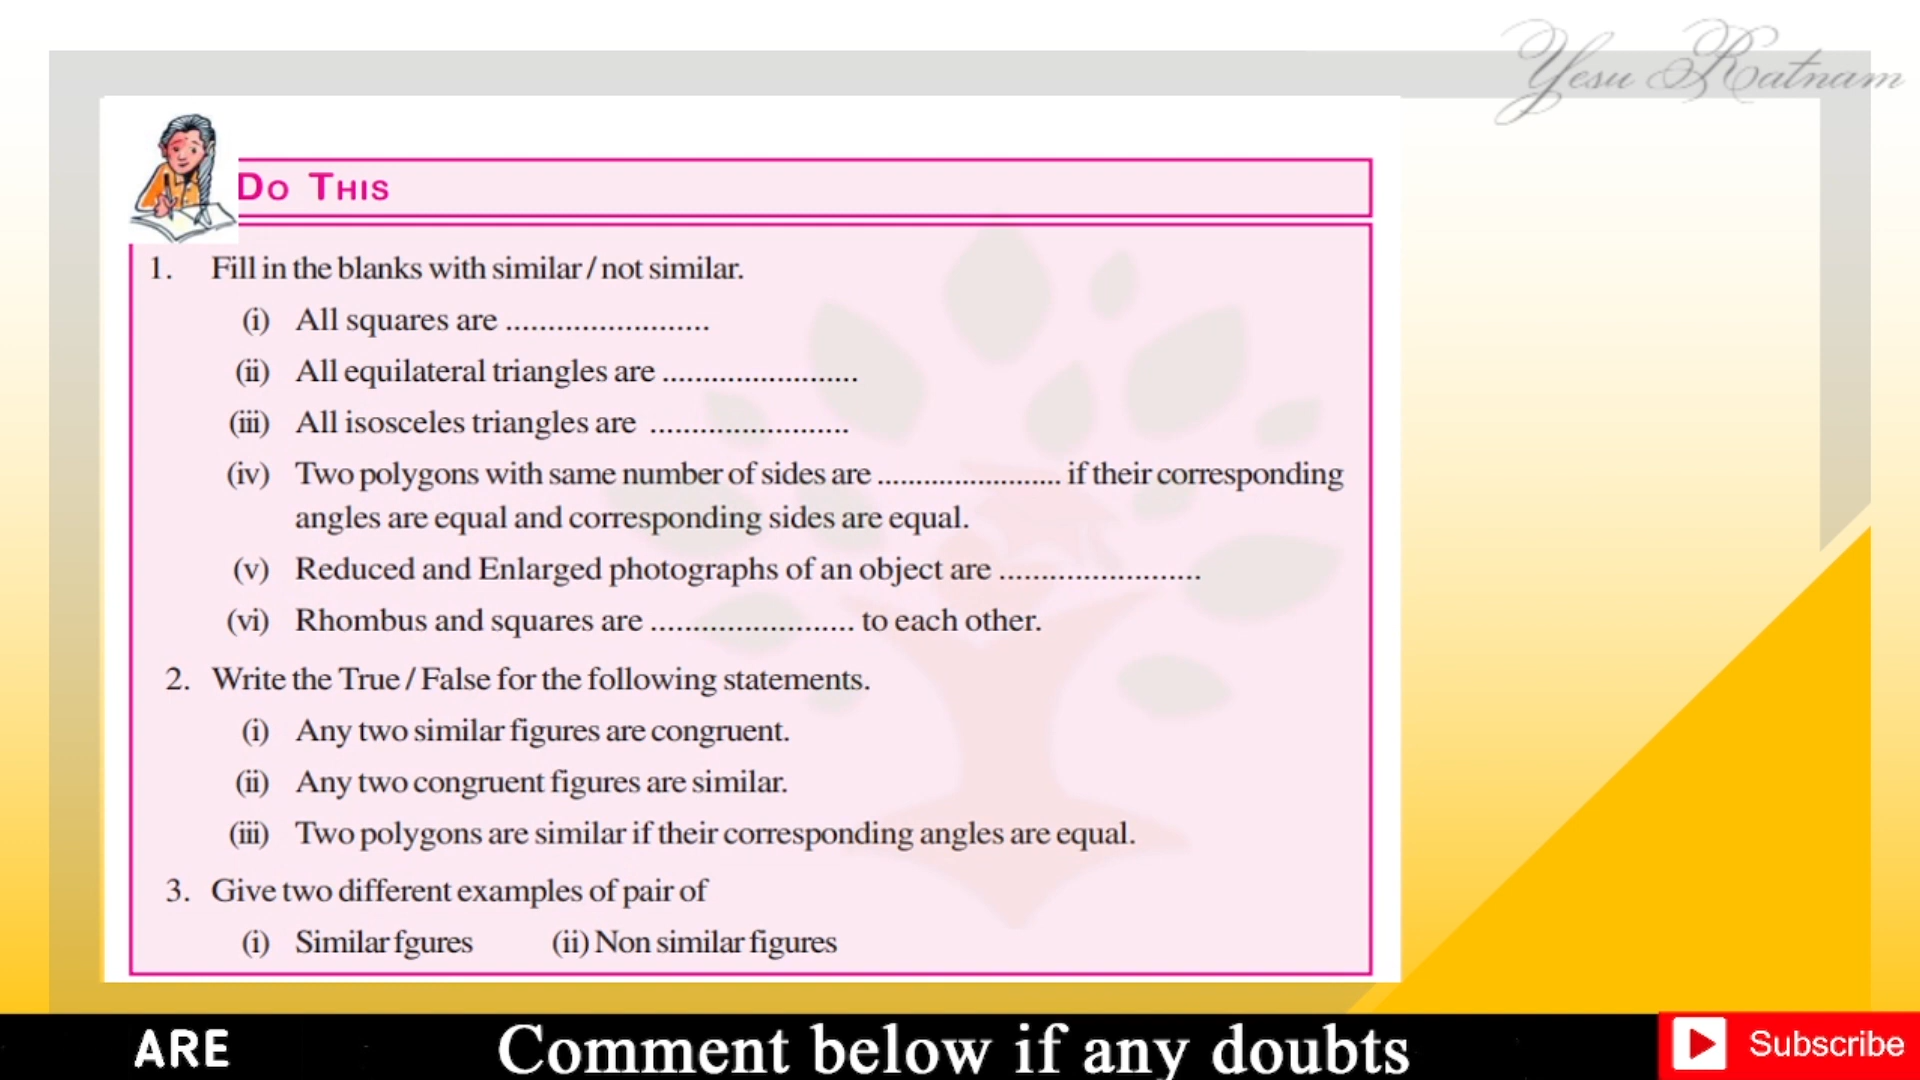 Yesu Ratnam
DO THIS
1. Fill in the blanks with similar / not similar.
(i) All squares are ........................
(ii) All equilateral triangles are ........................
(iii) All isosceles triangles are ........................
(iv) Two polygons with same number of sides are ........................ if their corresponding
angles are equal and corresponding sides are equal.
(v) Reduced and Enlarged photographs of an object are ........................
(vi) Rhombus and squares are ........................ to each other.
2. Write the True / False for the following statements.
(i) Any two similar figures are congruent.
(ii) Any two congruent figures are similar.
(iii) Two polygons are similar if their corresponding angles are equal.
3. Give two different examples of pair of
(i) Similar fgures (ii) Non similar figures
ARE Comment below if any doubts Subscribe